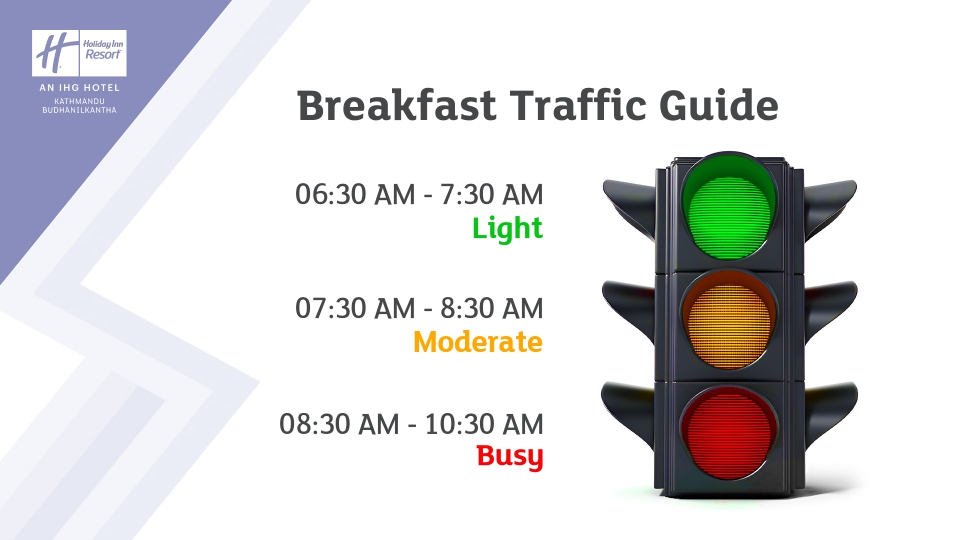 H Holiday Inn
Resort
AN IHG HOTEL
KATHMANDU
BUDHANILKANTHA
Breakfast Traffic Guide
06:30 AM - 7:30 AM
Light
07:30 AM - 8:30 AM
Moderate
08:30 AM - 10:30 AM
Busy